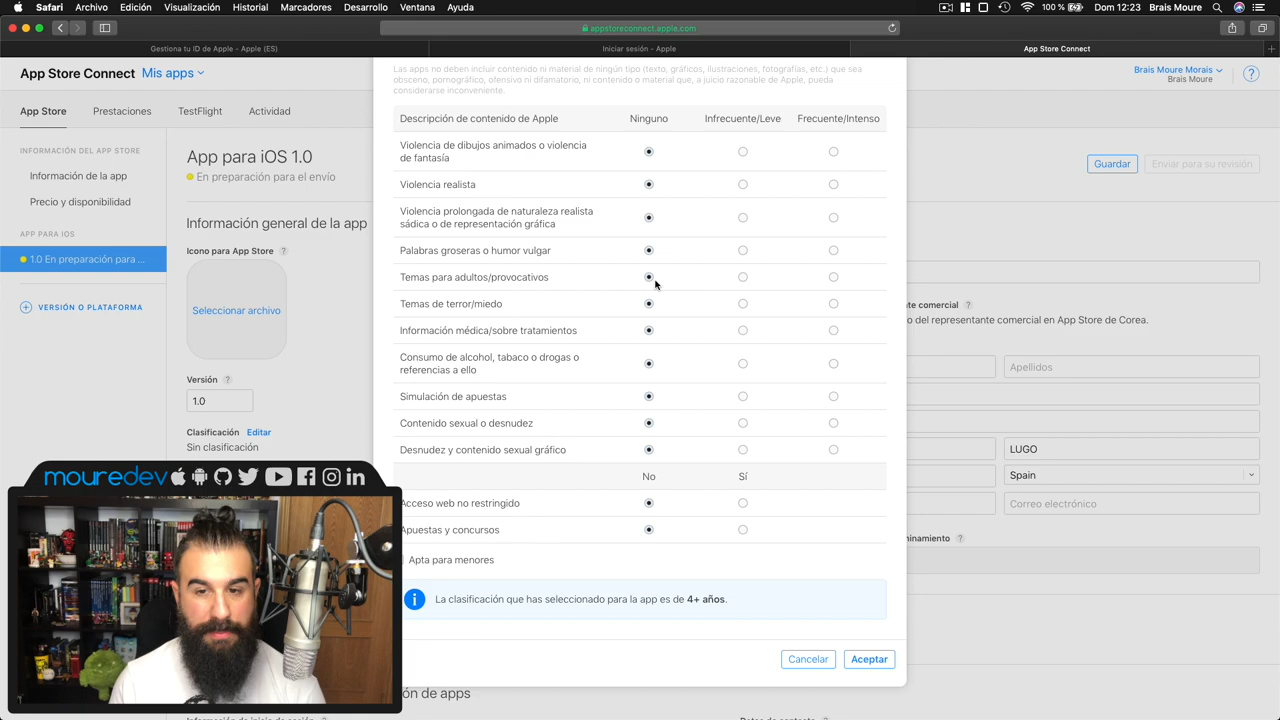 Safari Archivo Edición Visualización Historial Marcadores Desarrollo Ventana Ayuda
100 %
Brais Moure
appstoreconnect.apple.com
Gestiona tu ID de Apple - Apple (ES)
Iniciar sesión - Apple
App Store Connect
App Store Connect Mis apps
Brais Moure Morais
Brais Moure
?
App Store Prestaciones TestFlight Actividad
INFORMACIÓN DEL APP STORE
Información de la app
Precio y disponibilidad
APP PARA IOS
1.0 En preparación para ...
VERSIÓN O PLATAFORMA
App para iOS 1.0
En preparación para el envío
Guardar
Enviar para su revisión
Información general de la app
Icono para App Store ?
Seleccionar archivo
Versión ?
1.0
Clasificación Editar
Sin clasificación
Las apps no deben incluir contenido ni material de ningún tipo (texto, gráficos, ilustraciones, fotografías, etc.) que sea
obsceno, pornográfico, ofensivo ni difamatorio, ni contenido o material que, a juicio razonable de Apple, pueda
considerarse inconveniente.
Descripción de contenido de Apple Ninguno Infrecuente/Leve Frecuente/Intenso
Violencia de dibujos animados o violencia
de fantasía
Violencia realista
Violencia prolongada de naturaleza realista
sádica o de representación gráfica
Palabras groseras o humor vulgar
Temas para adultos/provocativos
Temas de terror/miedo
Información médica/sobre tratamientos
Consumo de alcohol, tabaco o drogas o
referencias a ello
Simulación de apuestas
Contenido sexual o desnudez
Desnudez y contenido sexual gráfico
No Sí
Acceso web no restringido
Apuestas y concursos
Apta para menores
La clasificación que has seleccionado para la app es de 4+ años.
Cancelar
Aceptar
nte comercial ?
o del representante comercial en App Store de Corea.
Apellidos
LUGO
Spain
Correo electrónico
minamiento ?
ón de apps
mouredev